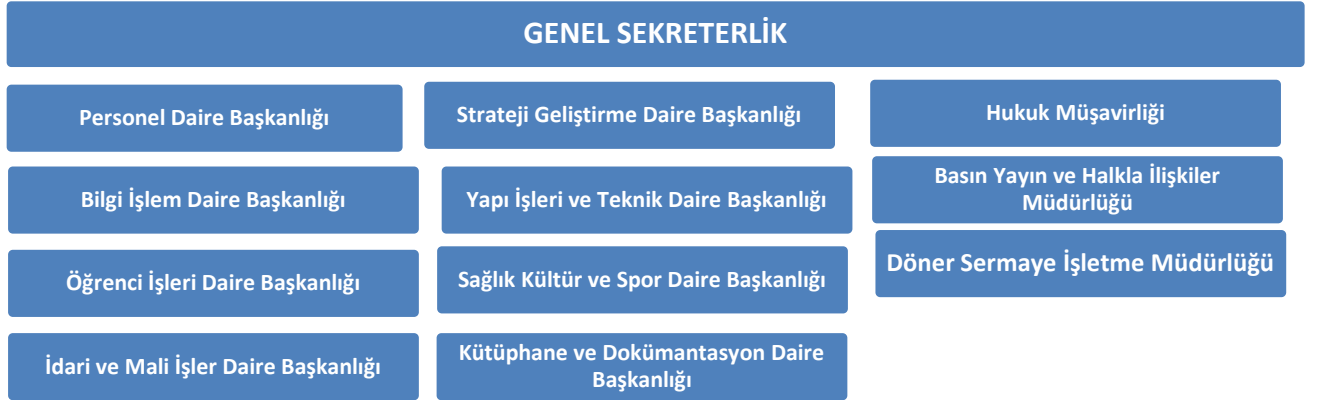 GENEL SEKRETERLİK
Personel Daire Başkanlığı
Strateji Geliştirme Daire Başkanlığı
Hukuk Müşavirliği
Bilgi İşlem Daire Başkanlığı
Yapı İşleri ve Teknik Daire Başkanlığı
Basın Yayın ve Halkla İlişkiler
Müdürlüğü
Öğrenci İşleri Daire Başkanlığı
Sağlık Kültür ve Spor Daire Başkanlığı
Döner Sermaye İşletme Müdürlüğü
İdari ve Mali İşler Daire Başkanlığı
Kütüphane ve Dokümantasyon Daire
Başkanlığı